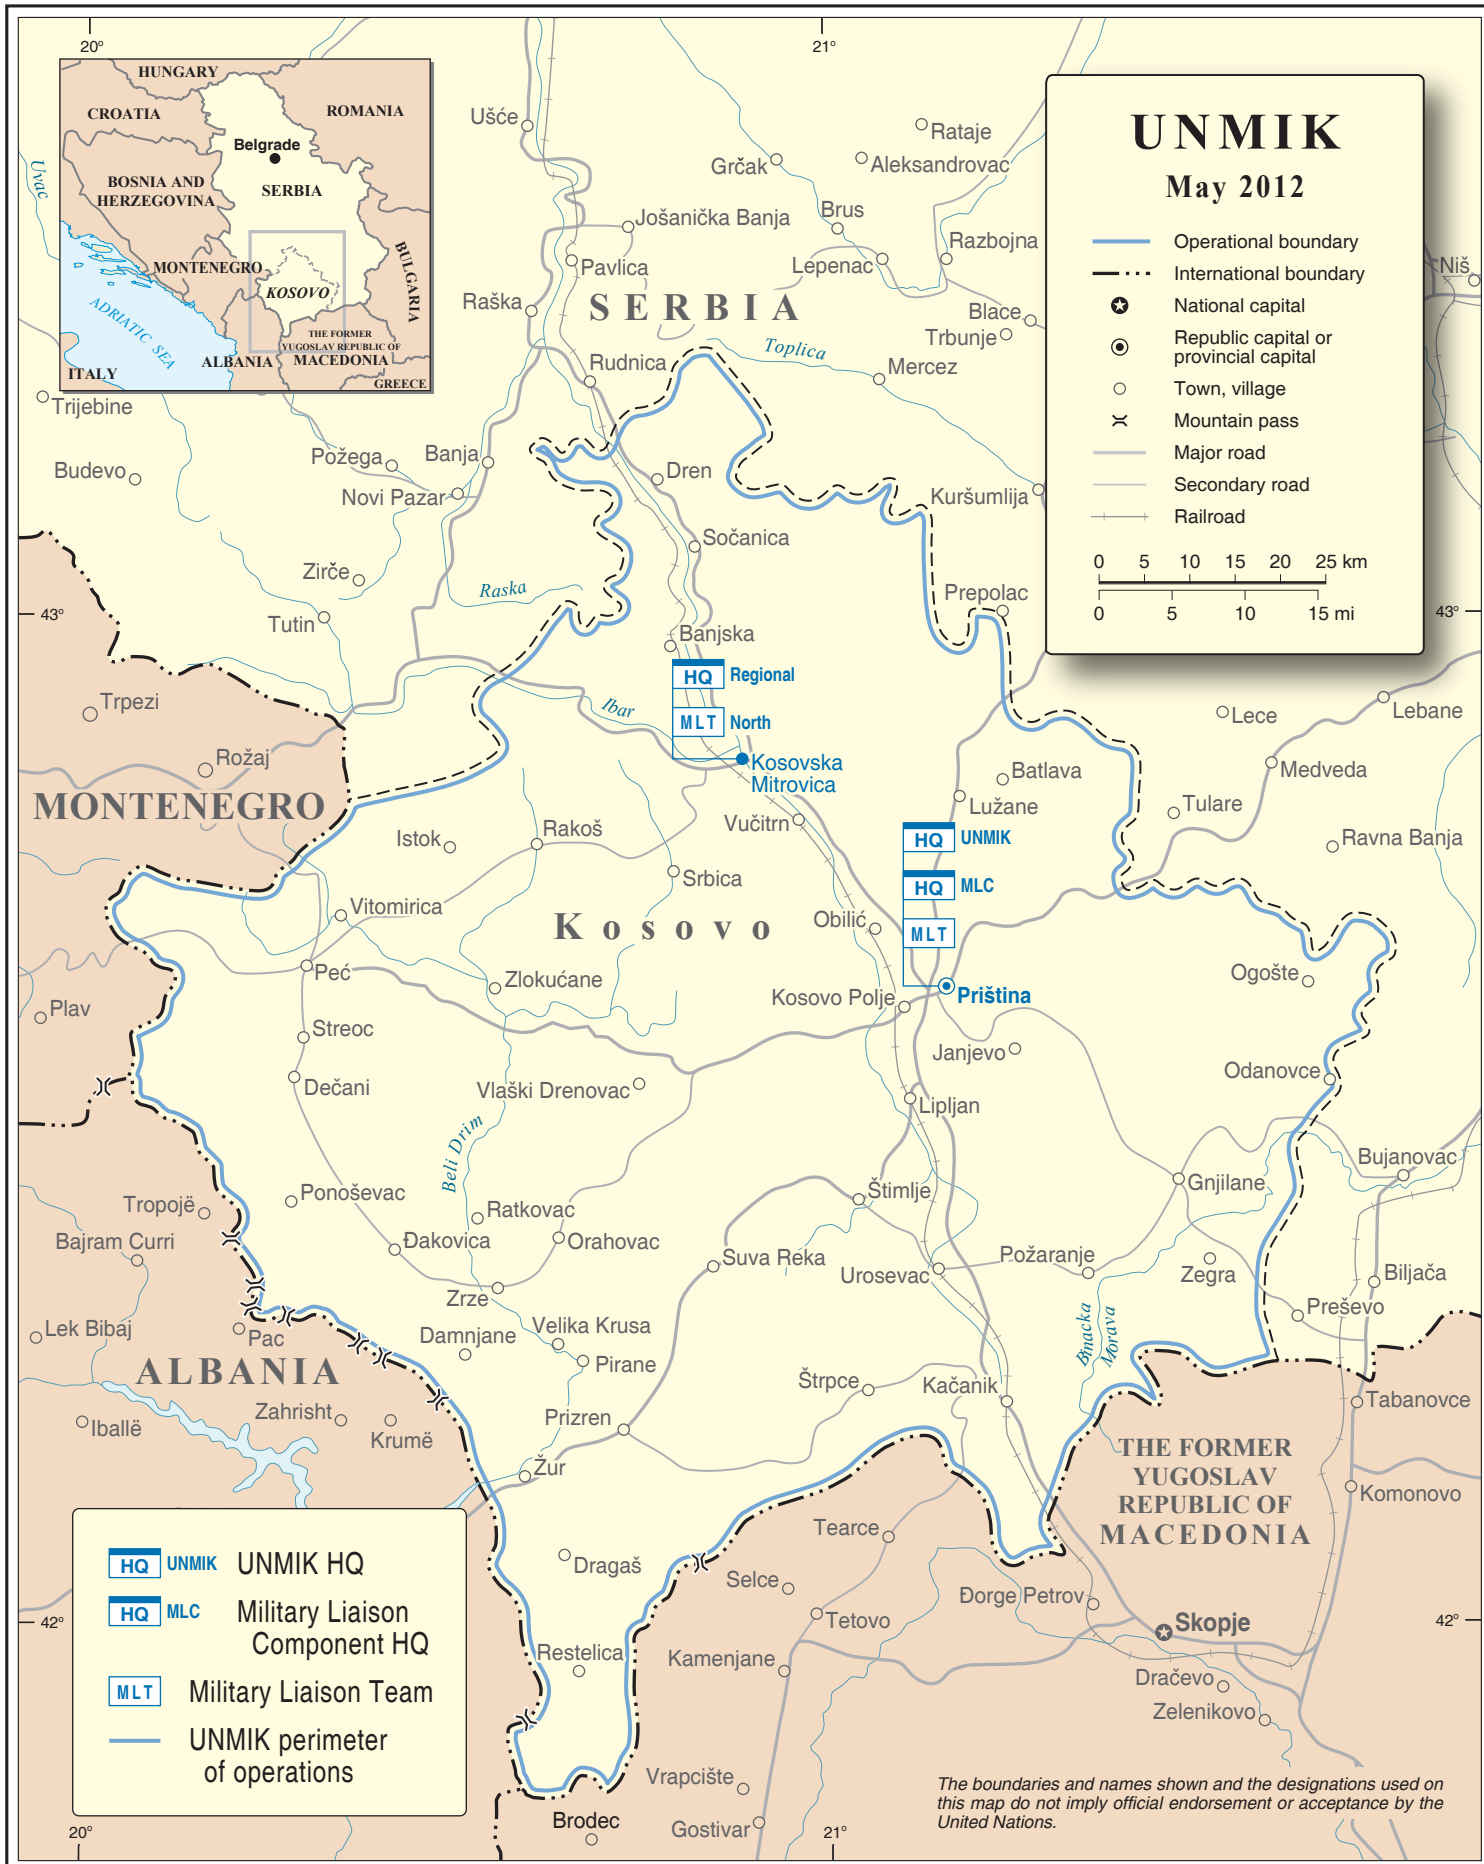 20°
21°
HUNGARY
CROATIA
ROMANIA
Belgrade
BOSNIA AND
HERZEGOVINA
SERBIA
MONTENEGRO
BULGARIA
KOSOVO
ADRIATIC SEA
THE FORMER
YUGOSLAV REPUBLIC OF
ALBANIA
MACEDONIA
ITALY
GREECE
UNMIK
May 2012
Operational boundary
International boundary
National capital
Republic capital or
provincial capital
Town, village
Mountain pass
Major road
Secondary road
Railroad
0 5 10 15 20 25 km
0 5 10 15 mi
Uvac
Ušće
Rataje
Grčak
Aleksandrovac
Jošanička Banja
Brus
Razbojna
Pavlica
Lepenac
Niš
Raška
SERBIA
Blace
Trbunje
Toplica
Rudnica
Mercez
Trijebine
Budevo
Požega
Banja
Dren
Novi Pazar
Kuršumlija
Sočanica
Zirče
Raska
Prepolac
43°
43°
Tutin
Banjska
HQ Regional
MLT North
Ibar
Trpezi
Lece
Lebane
Rožaj
Kosovska
Mitrovica
Batlava
Medveda
MONTENEGRO
Lužane
Tulare
Istok
Rakoš
Vučitrn
HQ UNMIK
Ravna Banja
Srbica
HQ MLC
Vitomirica
Kosovo
Obilić
MLT
Peć
Zlokućane
Ogošte
Plav
Kosovo Polje
Priština
Streoc
Janjevo
Dečani
Vlaški Drenovac
Odanovce
Lipljan
Beli Drim
Bujanovac
Tropojë
Ponoševac
Štimlje
Gnjilane
Bajram Curri
Ratkovac
Đakovica
Orahovac
Suva Reka
Urosevac
Požaranje
Zegra
Biljača
Zrze
Preševo
Binacka
Morava
Lek Bibaj
Pac
Damnjane
Velika Krusa
Pirane
ALBANIA
Štrpce
Kačanik
Tabanovce
Iballë
Zahrisht
Krumë
Prizren
THE FORMER
YUGOSLAV
REPUBLIC OF
MACEDONIA
Žur
Komonovo
Tearce
HQ UNMIK UNMIK HQ
HQ MLC Military Liaison
Component HQ
MLT Military Liaison Team
UNMIK perimeter
of operations
Dragaš
Selce
Đorge Petrov
42°
42°
Tetovo
Skopje
Restelica
Kamenjane
Dračevo
Zelenikovo
Vrapcište
Brodec
Gostivar
The boundaries and names shown and the designations used on
this map do not imply official endorsement or acceptance by the
United Nations.
20°
21°